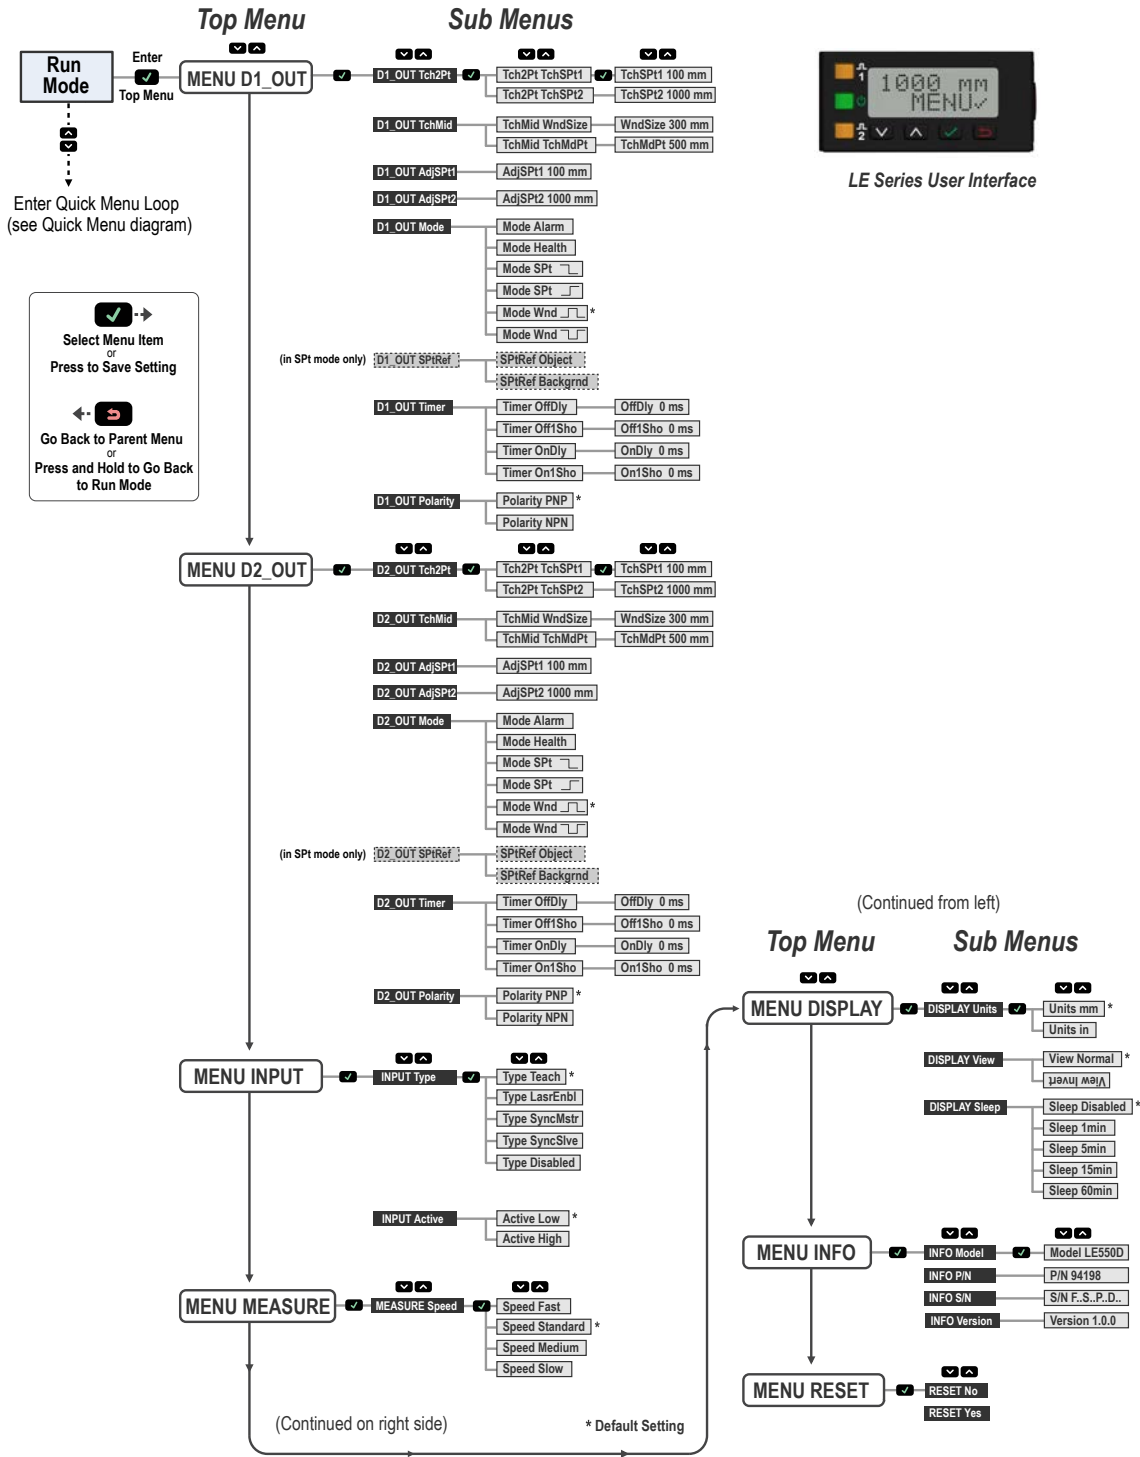 Top Menu
Sub Menus
Run
Mode
Enter
Top Menu
MENU D1_OUT
Enter Quick Menu Loop
(see Quick Menu diagram)
Select Menu Item
or
Press to Save Setting
Go Back to Parent Menu
or
Press and Hold to Go Back
to Run Mode
D1_OUT Tch2Pt
Tch2Pt TchSPt1
TchSPt1 100 mm
Tch2Pt TchSPt2
TchSPt2 1000 mm
D1_OUT TchMid
TchMid WndSize
WndSize 300 mm
TchMid TchMdPt
TchMdPt 500 mm
D1_OUT AdjSPt1
AdjSPt1 100 mm
D1_OUT AdjSPt2
AdjSPt2 1000 mm
D1_OUT Mode
Mode Alarm
Mode Health
Mode SPt
Mode SPt
Mode Wnd *
Mode Wnd
(in SPt mode only)
D1_OUT SPtRef
SPtRef Object
SPtRef Backgrnd
D1_OUT Timer
Timer OffDly
OffDly 0 ms
Timer Off1Sho
Off1Sho 0 ms
Timer OnDly
OnDly 0 ms
Timer On1Sho
On1Sho 0 ms
D1_OUT Polarity
Polarity PNP *
Polarity NPN
1
1000 mm
MENU✓
2
LE Series User Interface
MENU D2_OUT
D2_OUT Tch2Pt
Tch2Pt TchSPt1
TchSPt1 100 mm
Tch2Pt TchSPt2
TchSPt2 1000 mm
D2_OUT TchMid
TchMid WndSize
WndSize 300 mm
TchMid TchMdPt
TchMdPt 500 mm
D2_OUT AdjSPt1
AdjSPt1 100 mm
D2_OUT AdjSPt2
AdjSPt2 1000 mm
D2_OUT Mode
Mode Alarm
Mode Health
Mode SPt
Mode SPt
Mode Wnd *
Mode Wnd
(in SPt mode only)
D2_OUT SPtRef
SPtRef Object
SPtRef Backgrnd
D2_OUT Timer
Timer OffDly
OffDly 0 ms
Timer Off1Sho
Off1Sho 0 ms
Timer OnDly
OnDly 0 ms
Timer On1Sho
On1Sho 0 ms
D2_OUT Polarity
Polarity PNP *
Polarity NPN
MENU INPUT
INPUT Type
Type Teach *
Type LasrEnbl
Type SyncMstr
Type SyncSlve
Type Disabled
INPUT Active
Active Low *
Active High
MENU MEASURE
MEASURE Speed
Speed Fast
Speed Standard *
Speed Medium
Speed Slow
(Continued on right side)
* Default Setting
(Continued from left)
Top Menu
Sub Menus
MENU DISPLAY
DISPLAY Units
Units mm *
Units in
DISPLAY View
View Normal *
View Invert
DISPLAY Sleep
Sleep Disabled *
Sleep 1min
Sleep 5min
Sleep 15min
Sleep 60min
MENU INFO
INFO Model
Model LE550D
INFO P/N
P/N 94198
INFO S/N
S/N F..S..P..D..
INFO Version
Version 1.0.0
MENU RESET
RESET No
RESET Yes